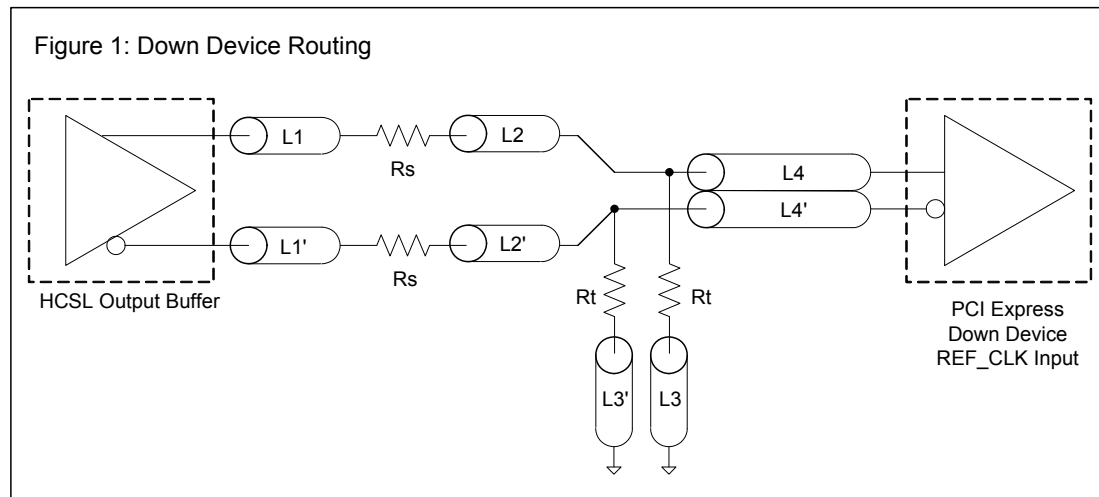 Figure 1: Down Device Routing
L1
Rs
L2
L4
L4'
L1'
Rs
L2'
HCSL Output Buffer
Rt
Rt
L3'
L3
PCI Express
Down Device
REF_CLK Input